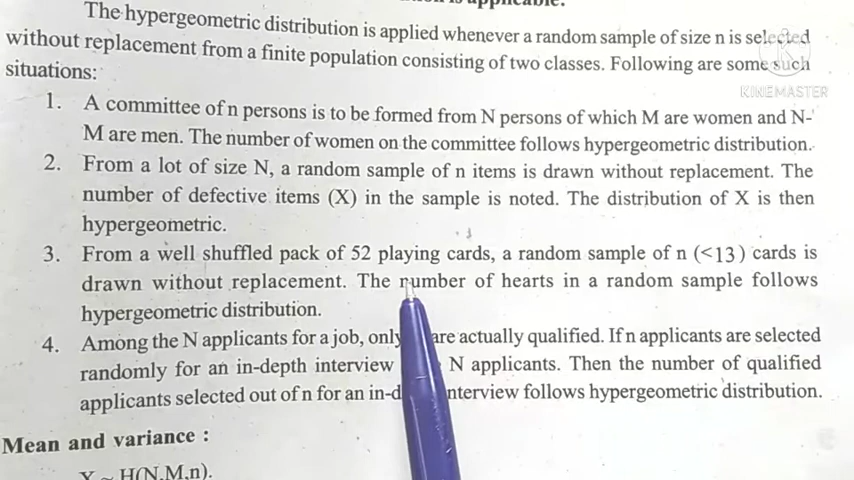 is applicable.
The hypergeometric distribution is applied whenever a random sample of size n is selected
without replacement from a finite population consisting of two classes. Following are some such
situations:
KINEMASTER
1. A committee of n persons is to be formed from N persons of which M are women and N-
M are men. The number of women on the committee follows hypergeometric distribution.
2. From a lot of size N, a random sample of n items is drawn without replacement. The
number of defective items (X) in the sample is noted. The distribution of X is then
hypergeometric.
3. From a well shuffled pack of 52 playing cards, a random sample of n (<13) cards is
drawn without replacement. The number of hearts in a random sample follows
hypergeometric distribution.
4. Among the N applicants for a job, only are actually qualified. If n applicants are selected
randomly for an in-depth interview N applicants. Then the number of qualified
applicants selected out of n for an in-d nterview follows hypergeometric distribution.
Mean and variance :
X ~ H(N,M,n).